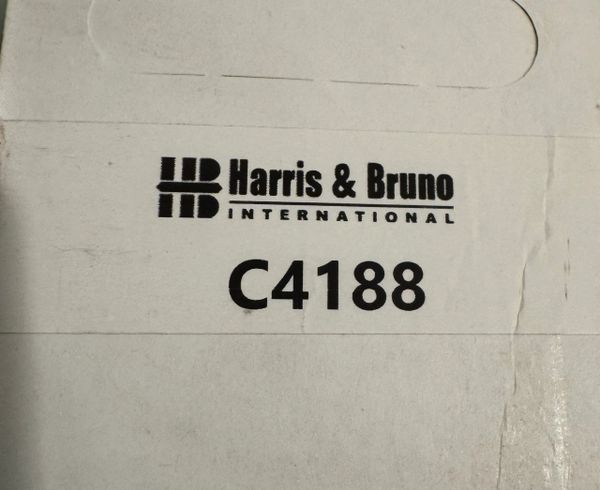 HB Harris & Bruno
INTERNATIONAL
C4188